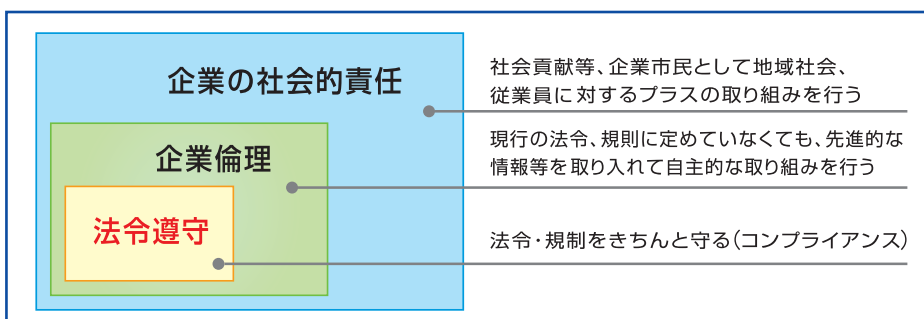 企業の社会的責任
社会貢献等、企業市民として地域社会、
従業員に対するプラスの取り組みを行う
企業倫理
現行の法令、規則に定めていなくても、先進的な
情報等を取り入れて自主的な取り組みを行う
法令遵守
法令・規制をきちんと守る(コンプライアンス)